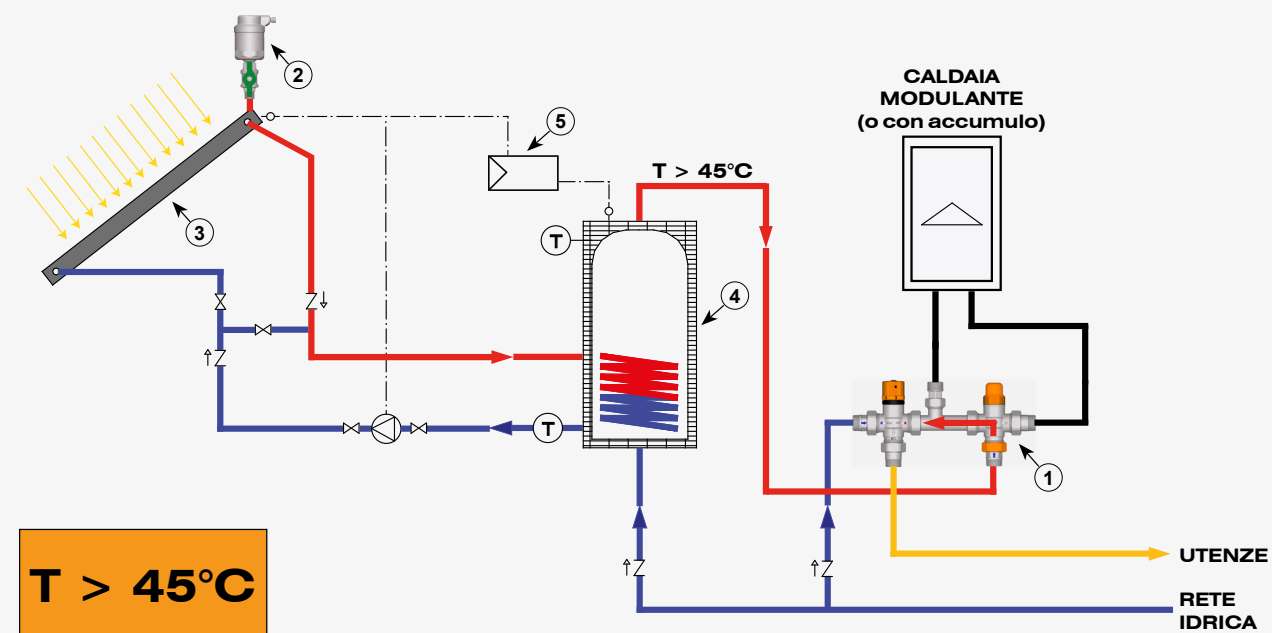 2
CALDAIA
MODULANTE
(o con accumulo)
5
T > 45°C
3
T
4
T
1
T > 45°C
UTENZE
RETE
IDRICA